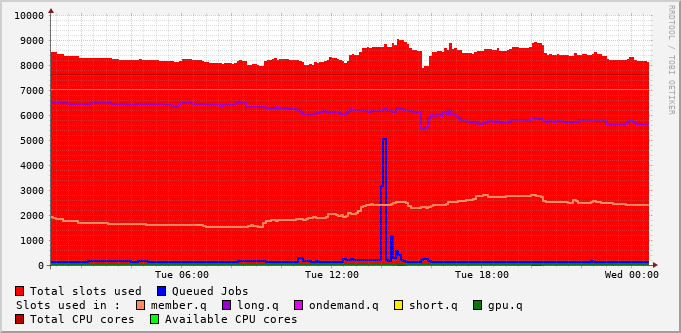 10000
9000
8000
7000
6000
5000
4000
3000
2000
1000
0
Tue 06:00 Tue 12:00 Tue 18:00 Wed 00:00
RRDTOOL / TOBI OETIKER
Total slots used Queued Jobs
Slots used in : member.q long.q ondemand.q short.q gpu.q
Total CPU cores Available CPU cores